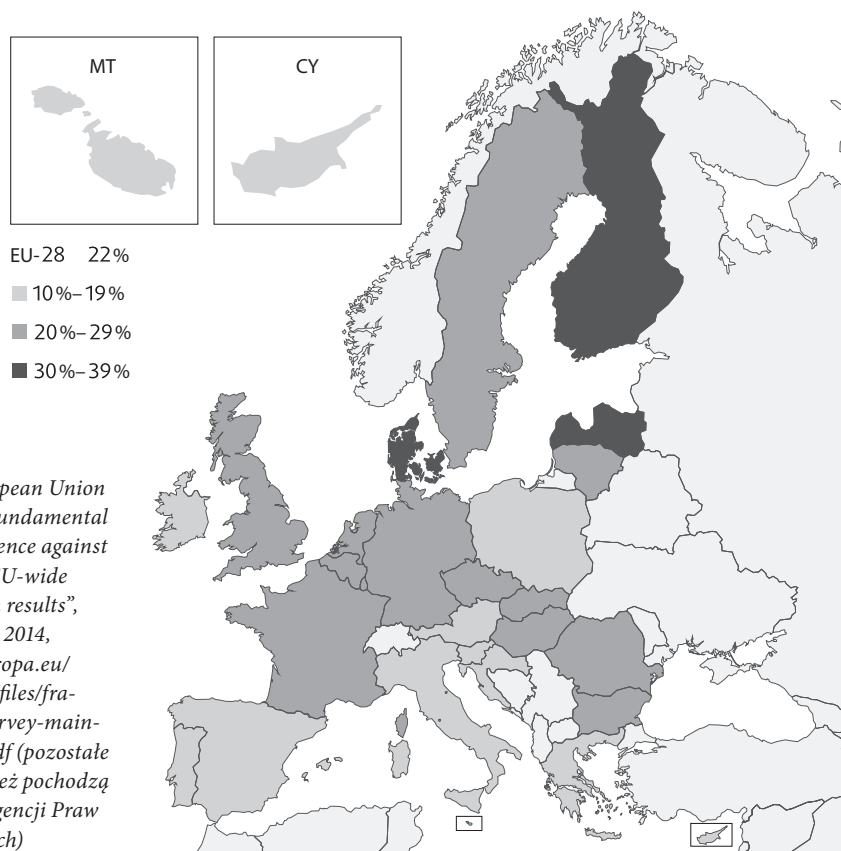 MT
CY
EU-28 22%
10%–19%
20%–29%
30%–39%
pean Union
undamental
ence against
U-wide
results”,
2014,
ropa.eu/
files/fra-
rvey-main-
df (pozostałe
eż pochodzą
gencji Praw
ch)